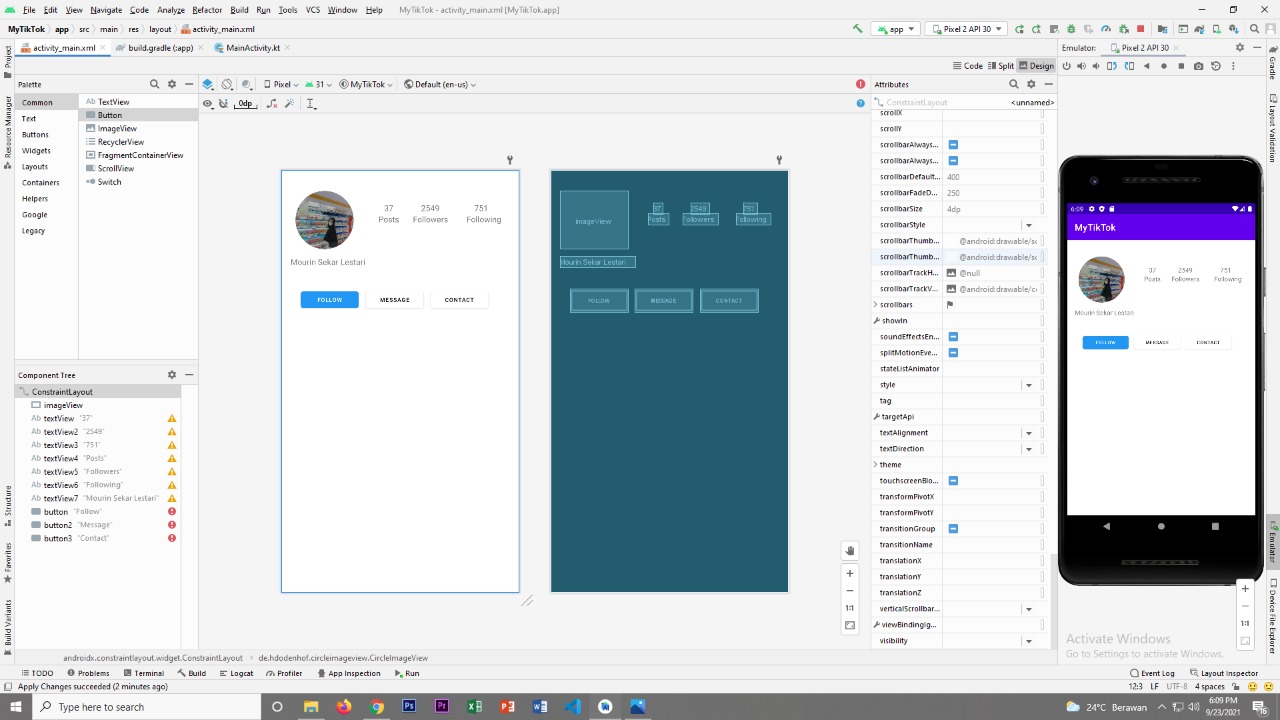 File Edit View Navigate Code Analyze Refactor Build Run Tools VCS Window Help MyTikTok - activity_main.xml [MyTikTok.app]
MyTikTok app src main res layout activity_main.xml app Pixel 2 API 30
activity_main.xml build.gradle (app) MainActivity.kt Emulator: Pixel 2 API 30
Code Split Design
Palette Pixel 31 MyTikTok Default (en-us) Attributes
0dp ConstraintLayout <unnamed>
Common
Text
Buttons
Widgets
Layouts
Containers
Helpers
Google
Legacy
Ab TextView
Button
ImageView
RecyclerView
FragmentContainerView
ScrollView
Switch
Component Tree
ConstraintLayout
imageView
Ab textView "37"
Ab textView2 "2549"
Ab textView3 "751"
Ab textView4 "Posts"
Ab textView5 "Followers"
Ab textView6 "Following"
Ab textView7 "Mourin Sekar Lestari"
button "Follow"
button2 "Message"
button3 "Contact"
37 2549 751
Posts Followers Following
Mourin Sekar Lestari
FOLLOW MESSAGE CONTACT
imageView
37 2549 751
Posts Followers Following
Mourin Sekar Lestari
FOLLOW MESSAGE CONTACT
1:1
scrollX
scrollY
scrollbarAlways...
scrollbarAlways...
scrollbarDefault... 400
scrollbarFadeD... 250
scrollbarSize 4dp
scrollbarStyle
scrollbarThumb... @android:drawable/sc
scrollbarThumb... @android:drawable/sc
scrollbarTrackH... @null
scrollbarTrackV... @android:drawable/cc
scrollbars
showIn
soundEffectsEn...
splitMotionEve...
stateListAnimator
style
tag
targetApi
textAlignment
textDirection
theme
touchscreenBlo...
transformPivotX
transformPivotY
transitionGroup
transitionName
translationX
translationY
translationZ
verticalScrollbar...
viewBindingIg...
visibility
6:09
MyTikTok
37 2549 751
Posts Followers Following
Mourin Sekar Lestari
FOLLOW MESSAGE CONTACT
1:1
Activate Windows
Go to Settings to activate Windows.
Project
Resource Manager
Structure
Favorites
Build Variants
Gradle
Layout Validation
Emulator
Device File Explorer
androidx.constraintlayout.widget.ConstraintLayout de.hdodenhof.circleimageview.CircleImageView
TODO Problems Terminal Build Logcat Profiler App Inspection Run Event Log Layout Inspector
Apply Changes succeeded (2 minutes ago) 12:3 LF UTF-8 4 spaces
Type here to search 24°C Berawan 6:09 PM
9/23/2021
16